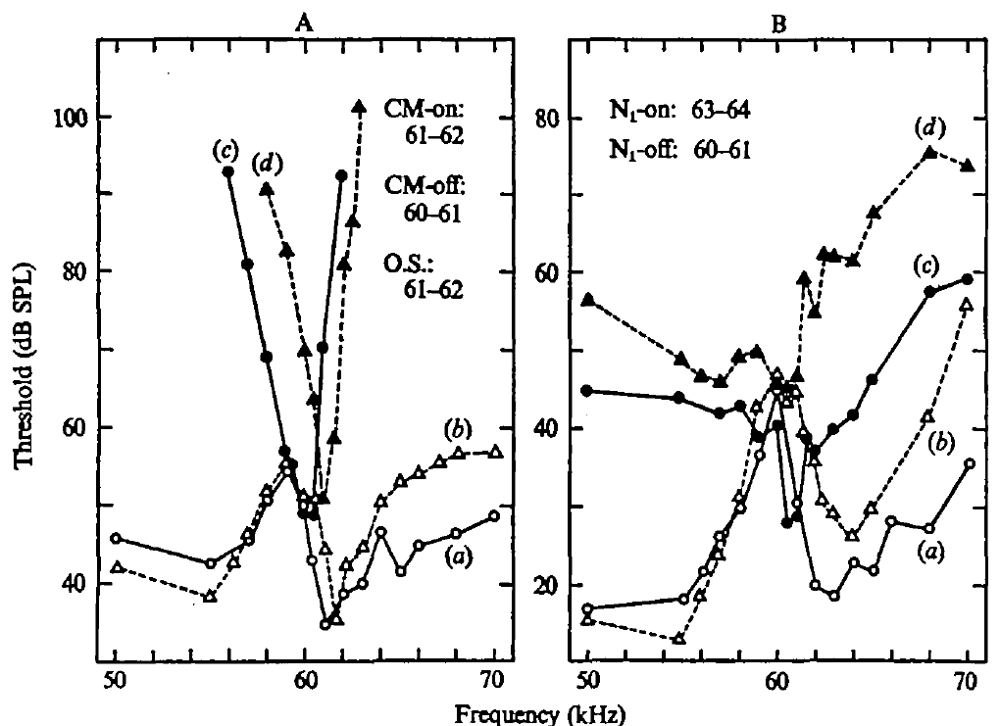 A
B
Threshold (dB SPL)
100
80
60
40
(c)
(d)
CM-on:
61–62
CM-off:
60–61
O.S.:
61–62
(b)
(a)
50
60
70
80
60
40
20
N₁-on: 63–64
N₁-off: 60–61
(d)
(c)
(b)
(a)
50
60
70
Frequency (kHz)